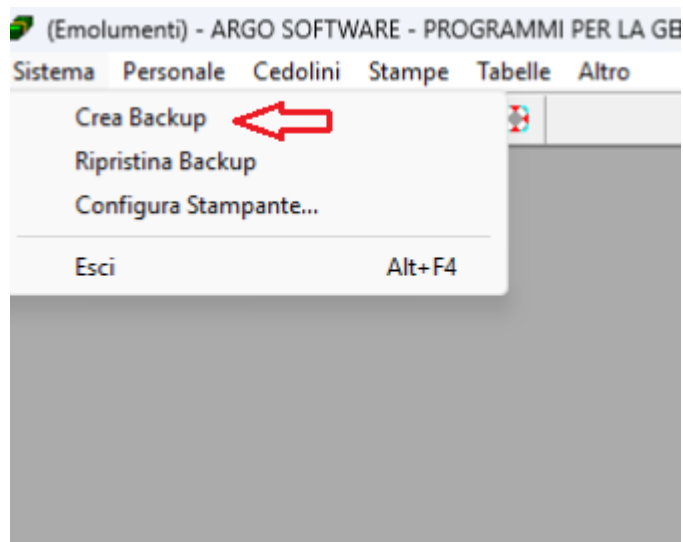 (Emolumenti) - ARGO SOFTWARE - PROGRAMMI PER LA GE
Sistema Personale Cedolini Stampe Tabelle Altro
Crea Backup
Ripristina Backup
Configura Stampante...
Esci Alt+F4